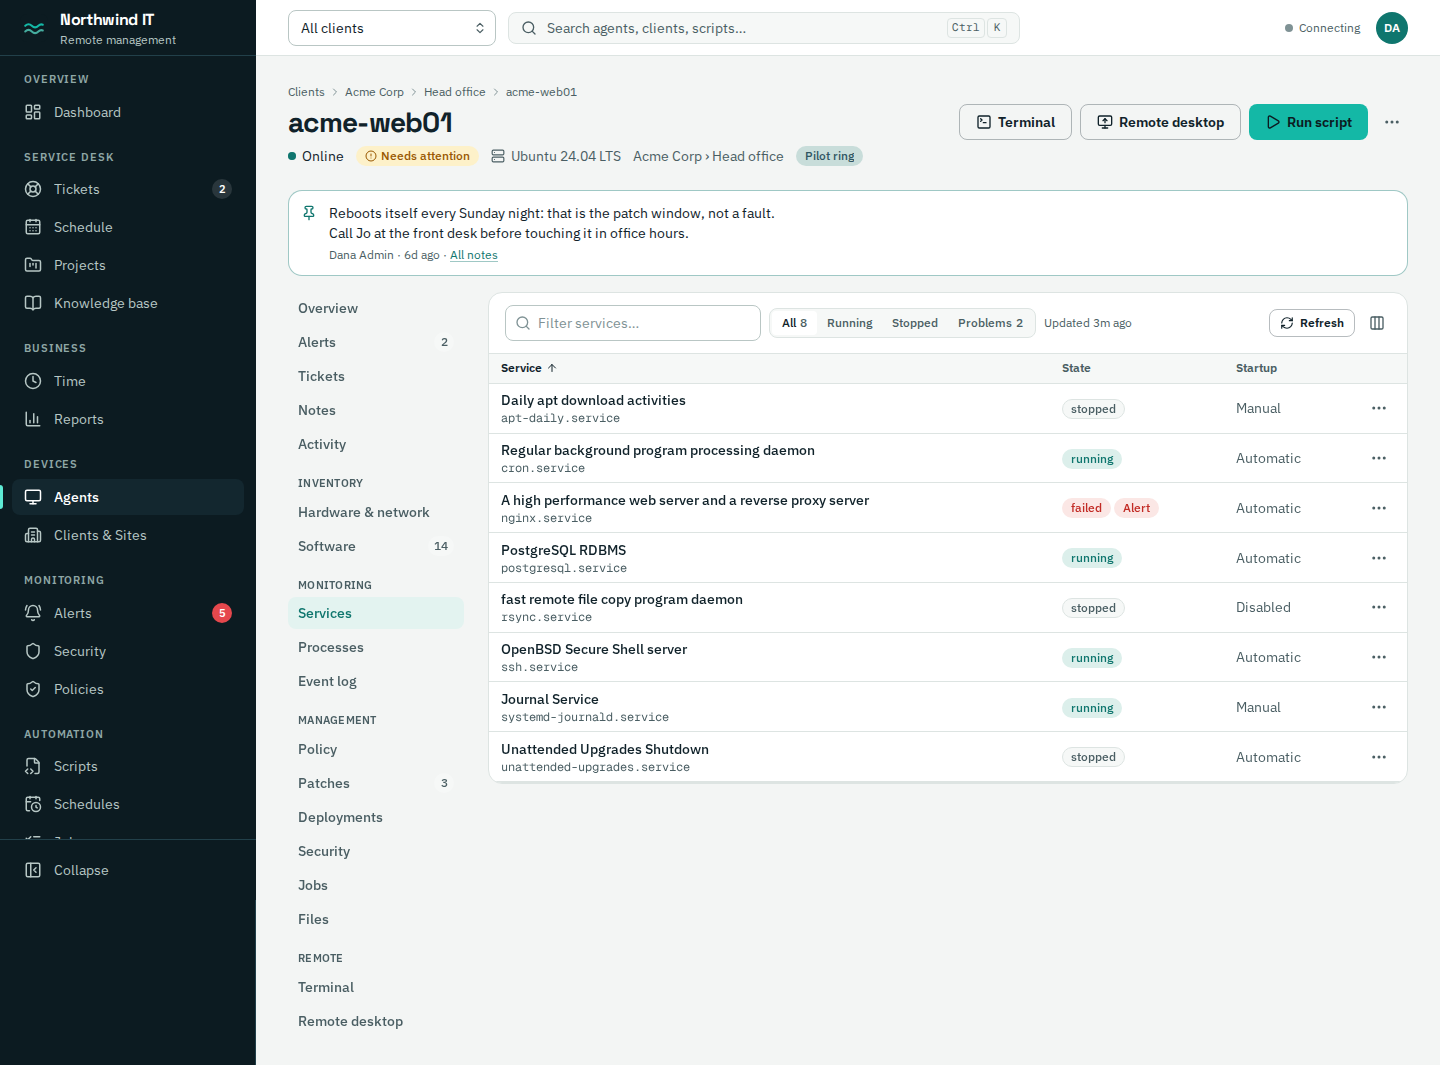 Northwind IT
Remote management
OVERVIEW
Dashboard
SERVICE DESK
Tickets 2
Schedule
Projects
Knowledge base
BUSINESS
Time
Reports
DEVICES
Agents
Clients & Sites
MONITORING
Alerts 5
Security
Policies
AUTOMATION
Scripts
Schedules
Collapse
All clients
Search agents, clients, scripts... Ctrl K
Connecting
DA
Clients > Acme Corp > Head office > acme-web01
acme-web01
Terminal
Remote desktop
Run script
Online
Needs attention
Ubuntu 24.04 LTS
Acme Corp › Head office
Pilot ring
Reboots itself every Sunday night: that is the patch window, not a fault.
Call Jo at the front desk before touching it in office hours.
Dana Admin · 6d ago · All notes
Overview
Alerts 2
Tickets
Notes
Activity
INVENTORY
Hardware & network
Software 14
MONITORING
Services
Processes
Event log
MANAGEMENT
Policy
Patches 3
Deployments
Security
Jobs
Files
REMOTE
Terminal
Remote desktop
Filter services...
All 8
Running
Stopped
Problems 2
Updated 3m ago
Refresh
Service State Startup
Daily apt download activities
apt-daily.service
stopped
Manual
Regular background program processing daemon
cron.service
running
Automatic
A high performance web server and a reverse proxy server
nginx.service
failed Alert
Automatic
PostgreSQL RDBMS
postgresql.service
running
Automatic
fast remote file copy program daemon
rsync.service
stopped
Disabled
OpenBSD Secure Shell server
ssh.service
running
Automatic
Journal Service
systemd-journald.service
running
Manual
Unattended Upgrades Shutdown
unattended-upgrades.service
stopped
Automatic